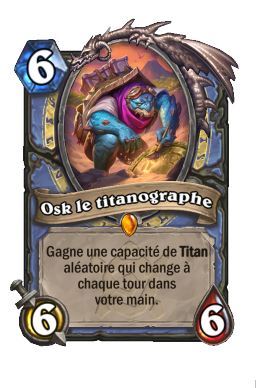 6
Osk le titanographe
Gagne une capacité de Titan
aléatoire qui change à
chaque tour dans
votre main.
6
6